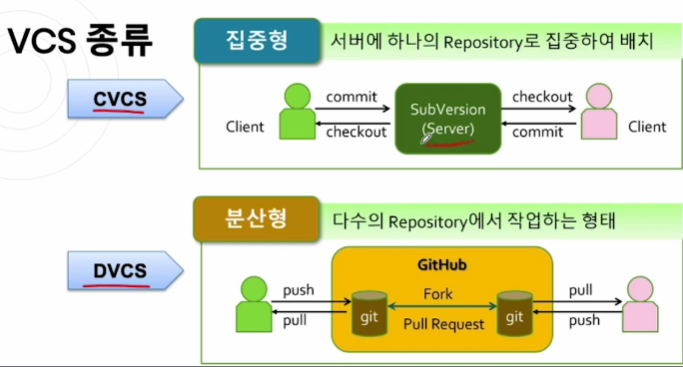 VCS 종류
집중형
서버에 하나의 Repository로 집중하여 배치
CVCS
Client
commit
checkout
SubVersion
(Server)
checkout
commit
Client
분산형
다수의 Repository에서 작업하는 형태
DVCS
GitHub
push
pull
git
Fork
Pull Request
git
pull
push